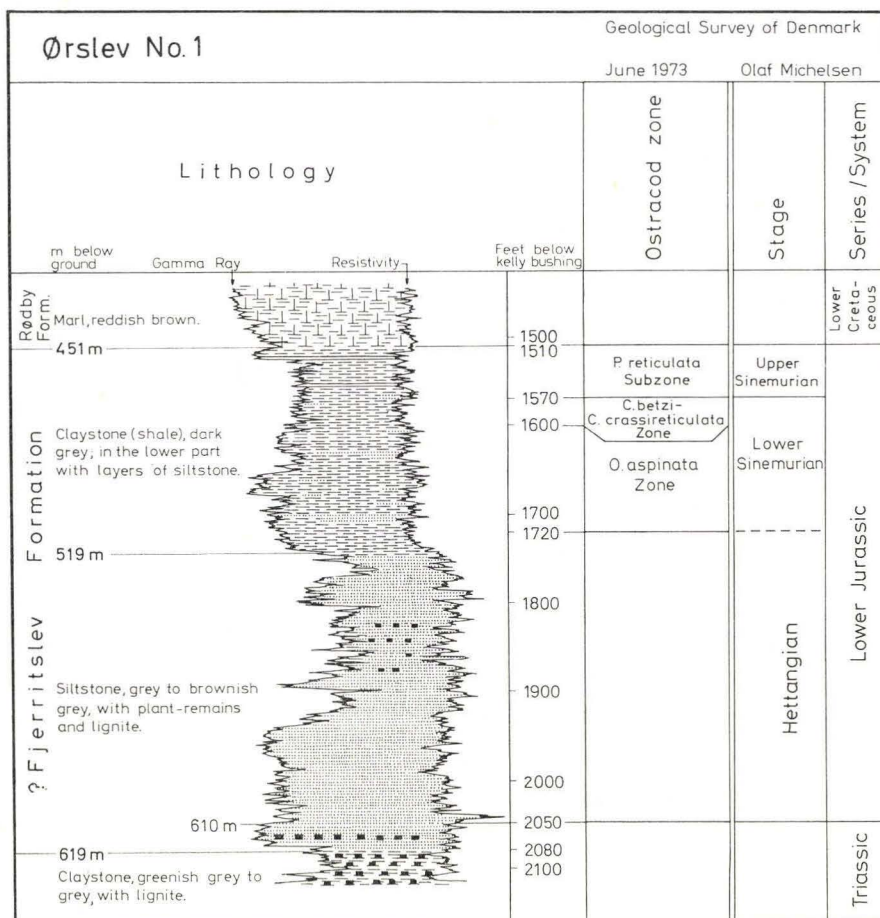 Ørslev No.1
Geological Survey of Denmark
June 1973
Olaf Michelsen
Lithology
Ostracod zone
Stage
Series / System
m below
ground
Gamma Ray
Resistivity
Feet below
kelly bushing
Rødby
Form.
Marl, reddish brown.
451 m
1500
1510
Lower
Creta-
ceous
P. reticulata
Subzone
Upper
Sinemurian
1570
1600
C. betzi-
C. crassireticulata
Zone
? Fjerritslev Formation
Claystone (shale), dark
grey; in the lower part
with layers of siltstone.
O. aspinata
Zone
Lower
Sinemurian
1700
1720
519 m
1800
Lower Jurassic
Hettangian
Siltstone, grey to brownish
grey, with plant-remains
and lignite.
1900
2000
610 m
2050
619 m
2080
2100
Claystone, greenish grey to
grey, with lignite.
Triassic